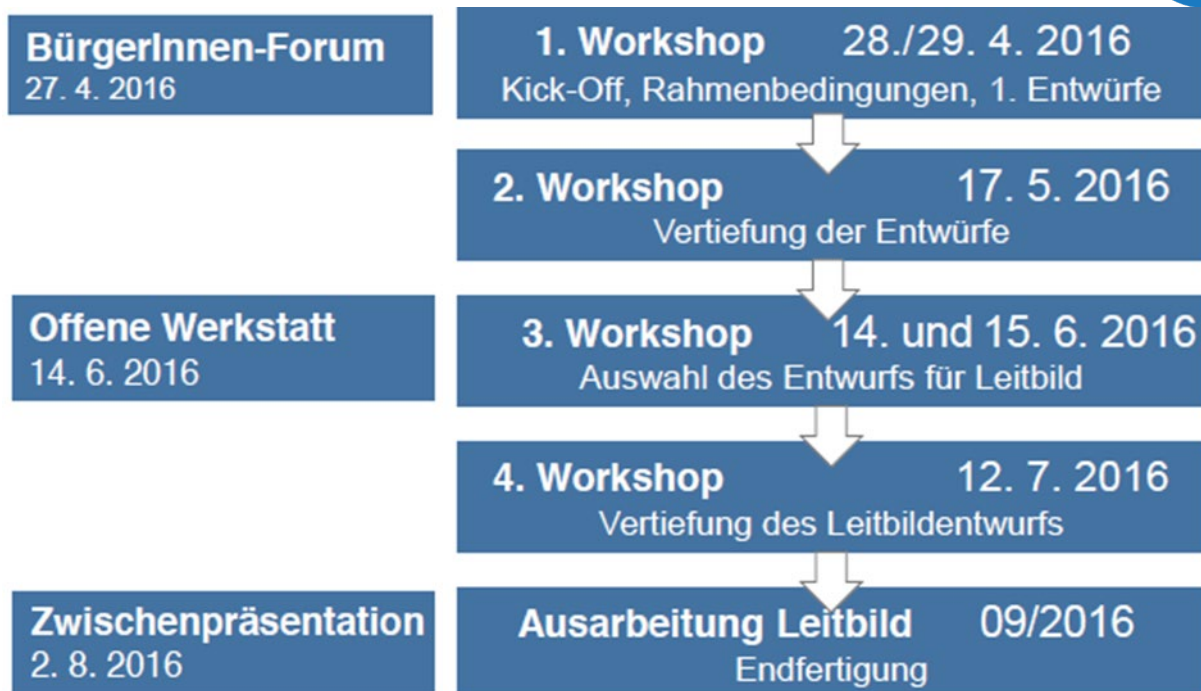 BürgerInnen-Forum
27. 4. 2016
1. Workshop 28./29. 4. 2016
Kick-Off, Rahmenbedingungen, 1. Entwürfe
2. Workshop 17. 5. 2016
Vertiefung der Entwürfe
Offene Werkstatt
14. 6. 2016
3. Workshop 14. und 15. 6. 2016
Auswahl des Entwurfs für Leitbild
4. Workshop 12. 7. 2016
Vertiefung des Leitbildentwurfs
Zwischenpräsentation
2. 8. 2016
Ausarbeitung Leitbild 09/2016
Endfertigung